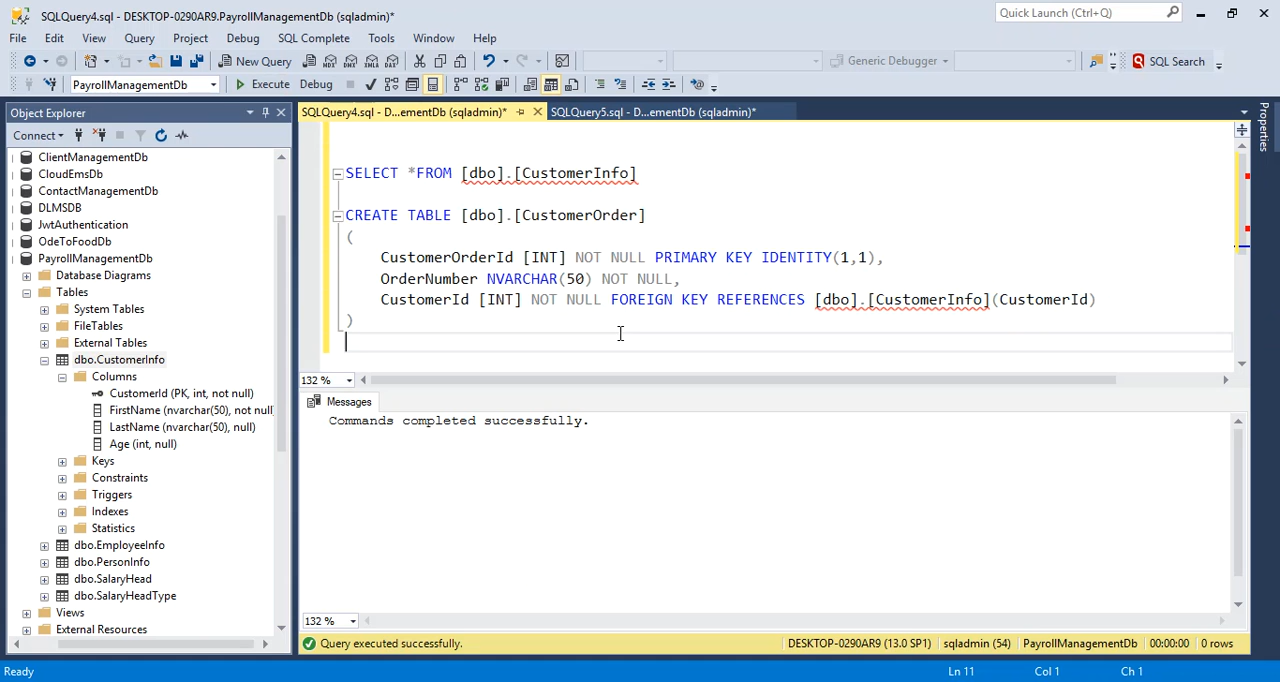 SQLQuery4.sql - DESKTOP-0290AR9.PayrollManagementDb (sqladmin)*
Quick Launch (Ctrl+Q)
File Edit View Query Project Debug SQL Complete Tools Window Help
New Query
Generic Debugger
SQL Search
PayrollManagementDb
Execute Debug
Object Explorer
SQLQuery4.sql - D...ementDb (sqladmin)*
SQLQuery5.sql - D...ementDb (sqladmin)*
Properties
Connect
ClientManagementDb
CloudEmsDb
ContactManagementDb
DLMSDB
JwtAuthentication
OdeToFoodDb
PayrollManagementDb
Database Diagrams
Tables
System Tables
FileTables
External Tables
dbo.CustomerInfo
Columns
CustomerId (PK, int, not null)
FirstName (nvarchar(50), not null
LastName (nvarchar(50), null)
Age (int, null)
Keys
Constraints
Triggers
Indexes
Statistics
dbo.EmployeeInfo
dbo.PersonInfo
dbo.SalaryHead
dbo.SalaryHeadType
Views
External Resources
SELECT *FROM [dbo].[CustomerInfo]
CREATE TABLE [dbo].[CustomerOrder]
(
CustomerOrderId [INT] NOT NULL PRIMARY KEY IDENTITY(1,1),
OrderNumber NVARCHAR(50) NOT NULL,
CustomerId [INT] NOT NULL FOREIGN KEY REFERENCES [dbo].[CustomerInfo](CustomerId)
)
132 %
Messages
Commands completed successfully.
132 %
Query executed successfully.
DESKTOP-0290AR9 (13.0 SP1) sqladmin (54) PayrollManagementDb 00:00:00 0 rows
Ready
Ln 11 Col 1 Ch 1